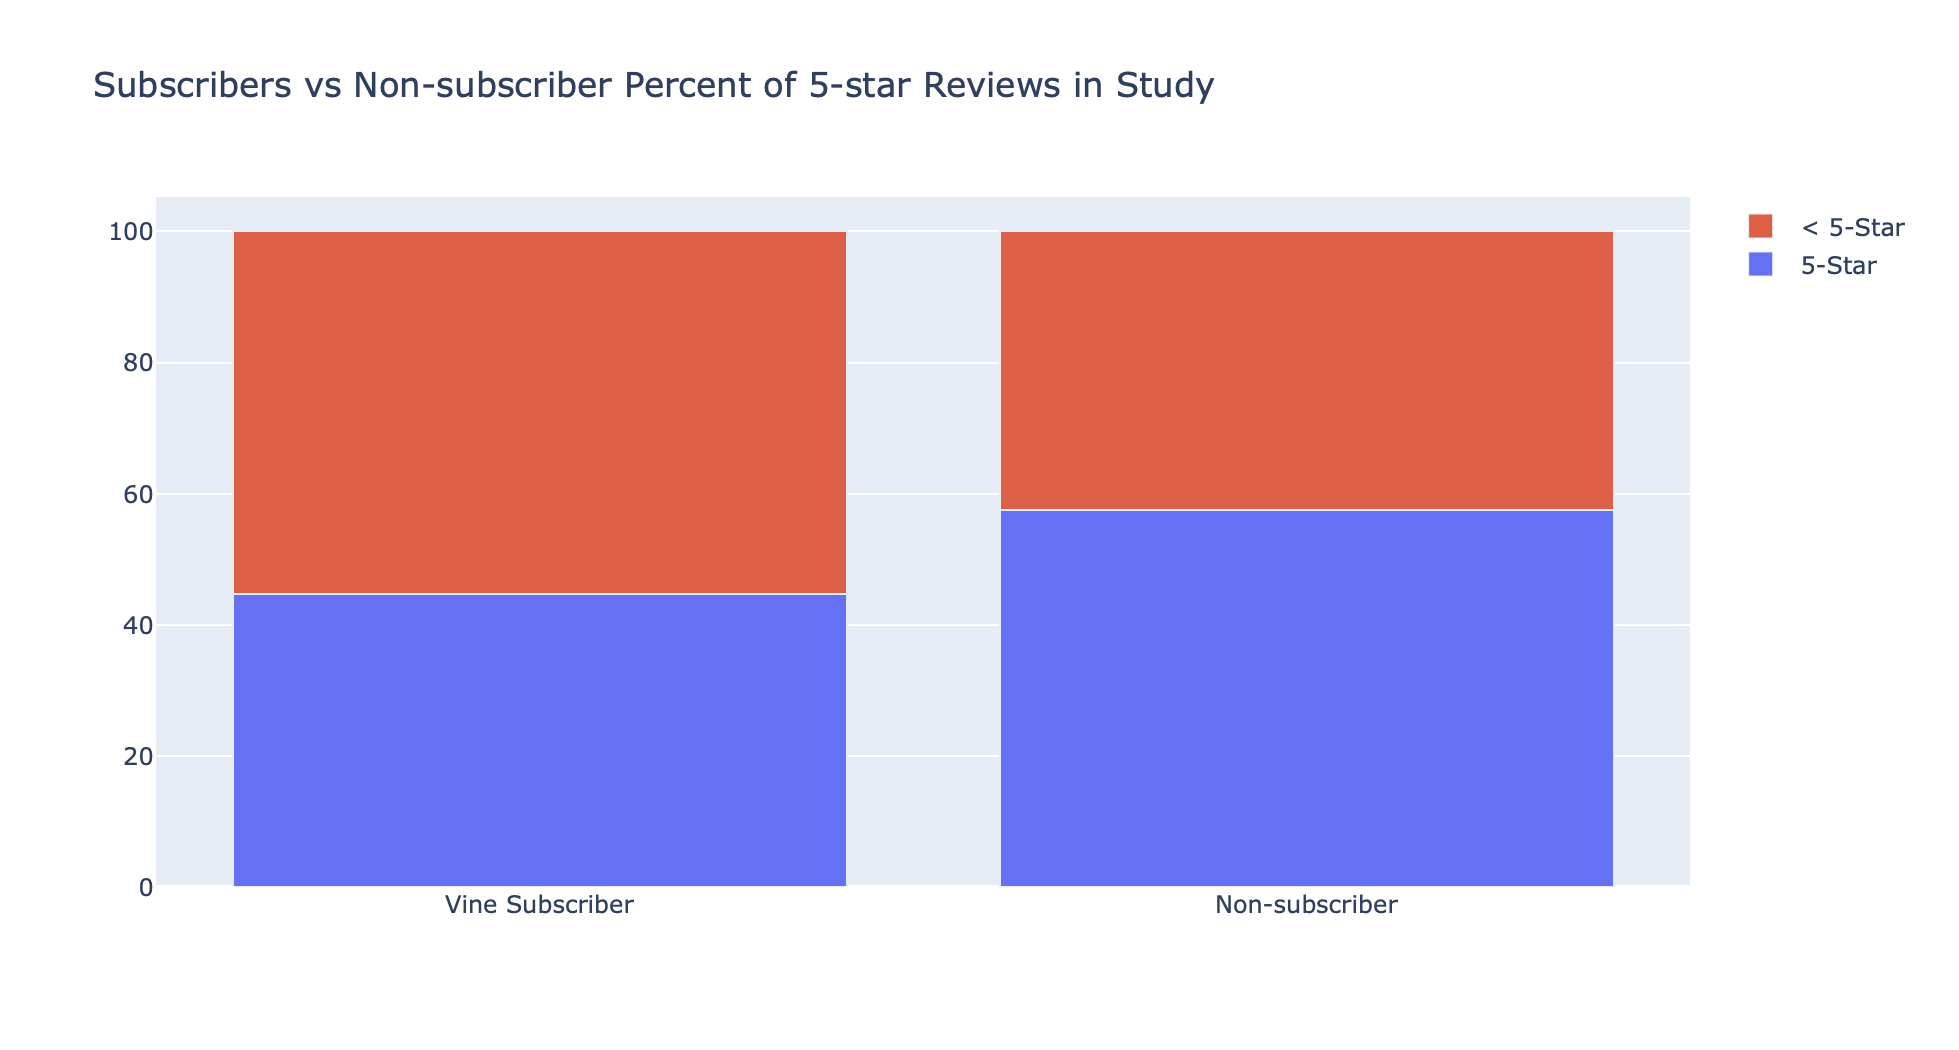 Subscribers vs Non-subscriber Percent of 5-star Reviews in Study
< 5-Star
5-Star
100
80
60
40
20
0
Vine Subscriber
Non-subscriber